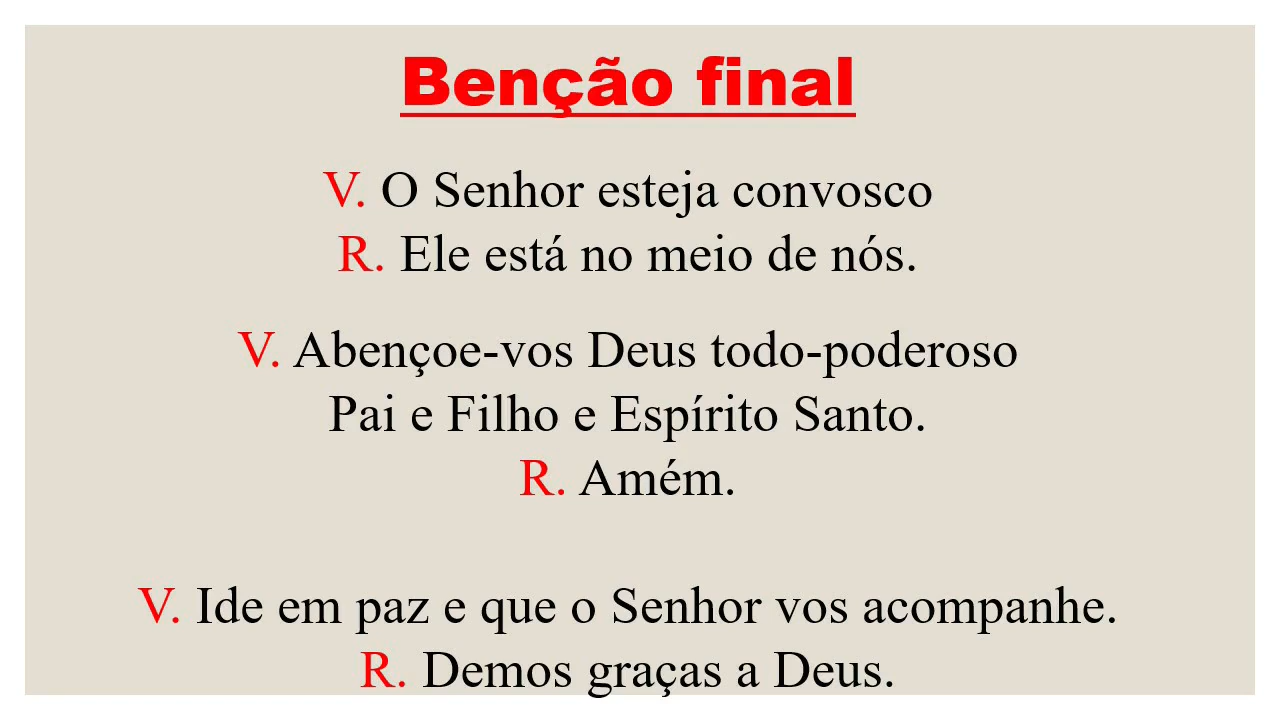 Benção final
V. O Senhor esteja convosco
R. Ele está no meio de nós.
V. Abençoe-vos Deus todo-poderoso
Pai e Filho e Espírito Santo.
R. Amém.
V. Ide em paz e que o Senhor vos acompanhe.
R. Demos graças a Deus.